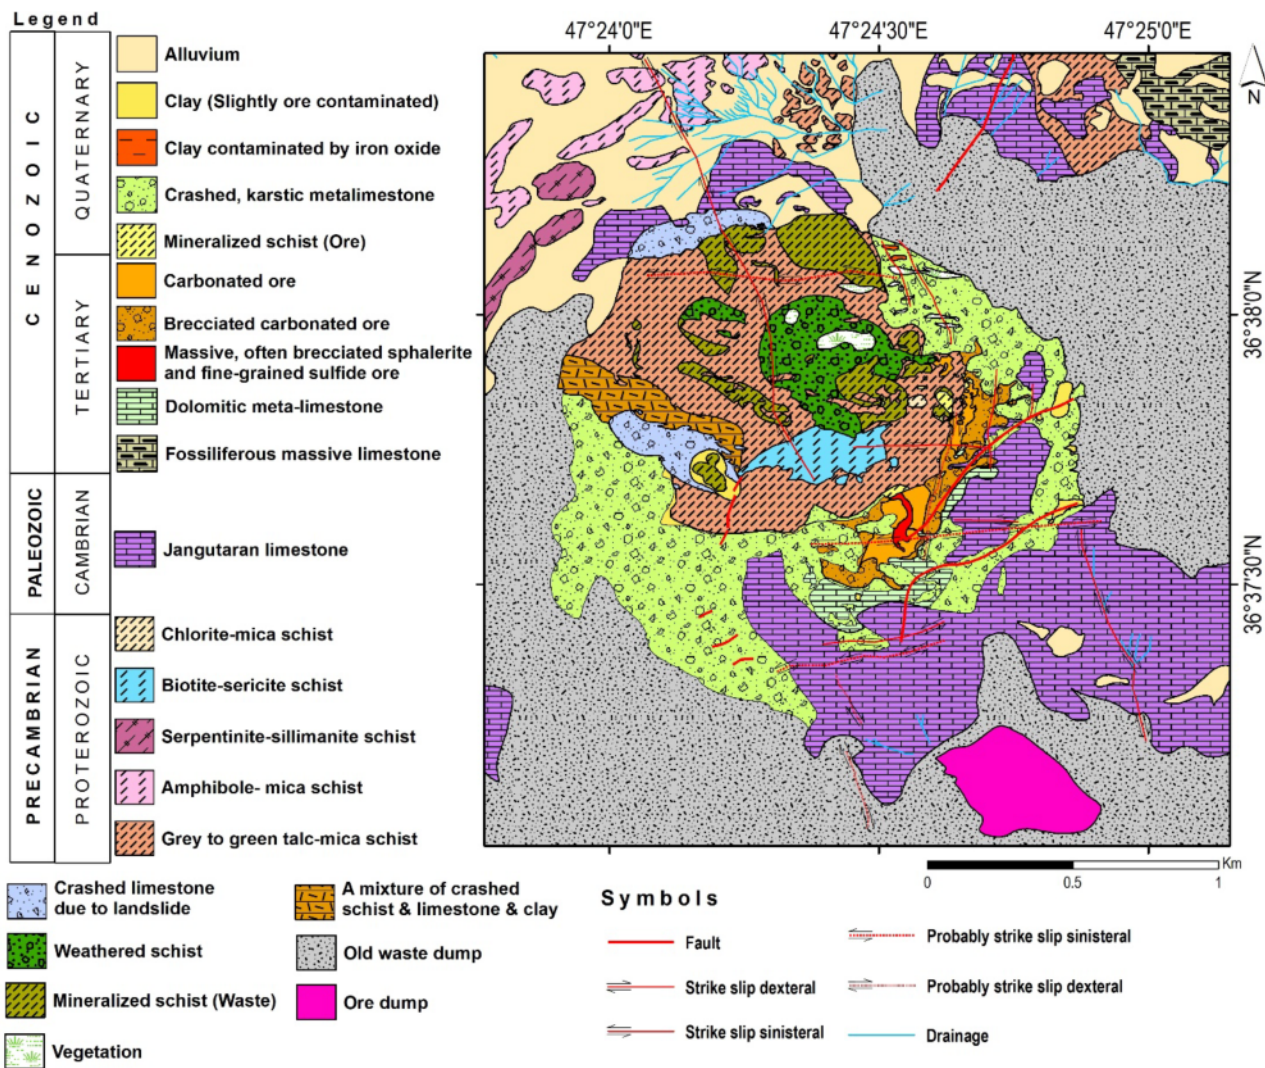 Legend
CENOZOIC
QUATERNARY
Alluvium
Clay (Slightly ore contaminated)
Clay contaminated by iron oxide
Crashed, karstic metalimestone
Mineralized schist (Ore)
TERTIARY
Carbonated ore
Brecciated carbonated ore
Massive, often brecciated sphalerite
and fine-grained sulfide ore
Dolomitic meta-limestone
Fossiliferous massive limestone
PALEOZOIC
CAMBRIAN
Jangutaran limestone
PRECAMBRIAN
PROTEROZOIC
Chlorite-mica schist
Biotite-sericite schist
Serpentinite-sillimanite schist
Amphibole- mica schist
Grey to green talc-mica schist
Crashed limestone
due to landslide
Weathered schist
Mineralized schist (Waste)
Vegetation
A mixture of crashed
schist & limestone & clay
Old waste dump
Ore dump
47°24'0"E
47°24'30"E
47°25'0"E
N
36°38'0"N
36°37'30"N
Km
0
0.5
1
Symbols
Fault
Strike slip dexteral
Strike slip sinisteral
Probably strike slip sinisteral
Probably strike slip dexteral
Drainage